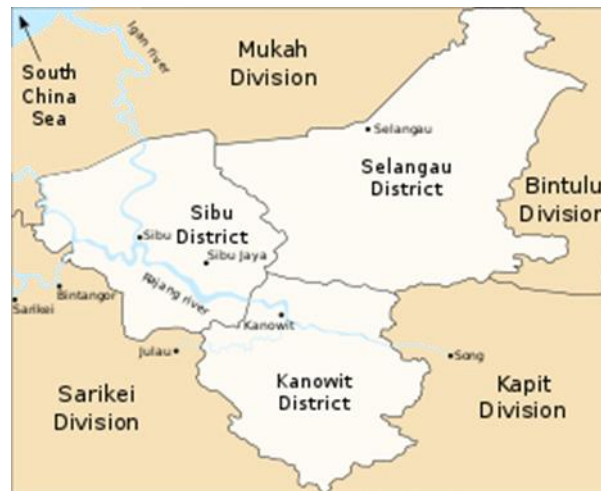 Igan river
Mukah
Division
South
China
Sea
Selangau
Selangau
District
Bintulu
Division
Sibu
District
Sibu
Sibu Jaya
Rajang river
Bintangor
Sarikei
Kanowit
Julau
Song
Kanowit
District
Sarikei
Division
Kapit
Division